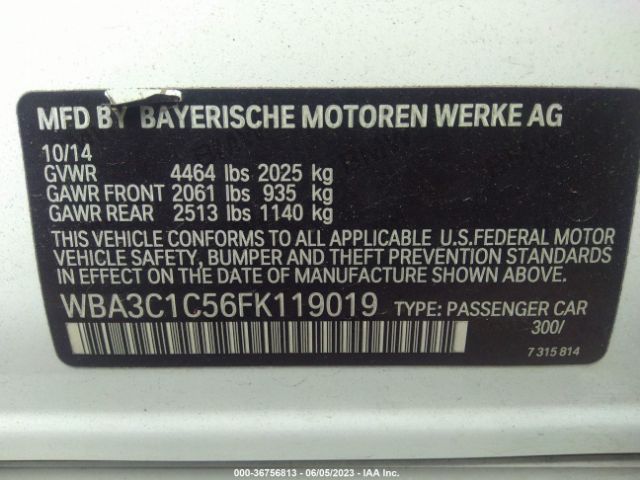 MFD BY BAYERISCHE MOTOREN WERKE AG
10/14
GVWR 4464 lbs 2025 kg
GAWR FRONT 2061 lbs 935 kg
GAWR REAR 2513 lbs 1140 kg
THIS VEHICLE CONFORMS TO ALL APPLICABLE U.S.FEDERAL MOTOR
VEHICLE SAFETY, BUMPER AND THEFT PREVENTION STANDARDS
IN EFFECT ON THE DATE OF MANUFACTURE SHOWN ABOVE.
WBA3C1C56FK119019 TYPE: PASSENGER CAR
300/
7 315 814
000-36756813 - 06/05/2023 - IAA Inc.